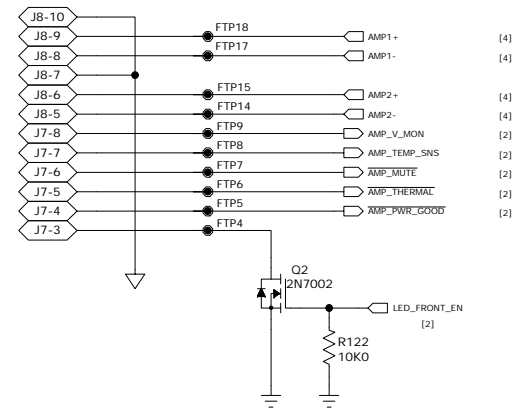 J8-10
J8-9 FTP18 AMP1+ [4]
J8-8 FTP17 AMP1- [4]
J8-7
J8-6 FTP15 AMP2+ [4]
J8-5 FTP14 AMP2- [4]
J7-8 FTP9 AMP_V_MON [2]
J7-7 FTP8 AMP_TEMP_SNS [2]
J7-6 FTP7 AMP_MUTE [2]
J7-5 FTP6 AMP_THERMAL [2]
J7-4 FTP5 AMP_PWR_GOOD [2]
J7-3 FTP4
Q2
2N7002
LED_FRONT_EN
[2]
R122
10K0